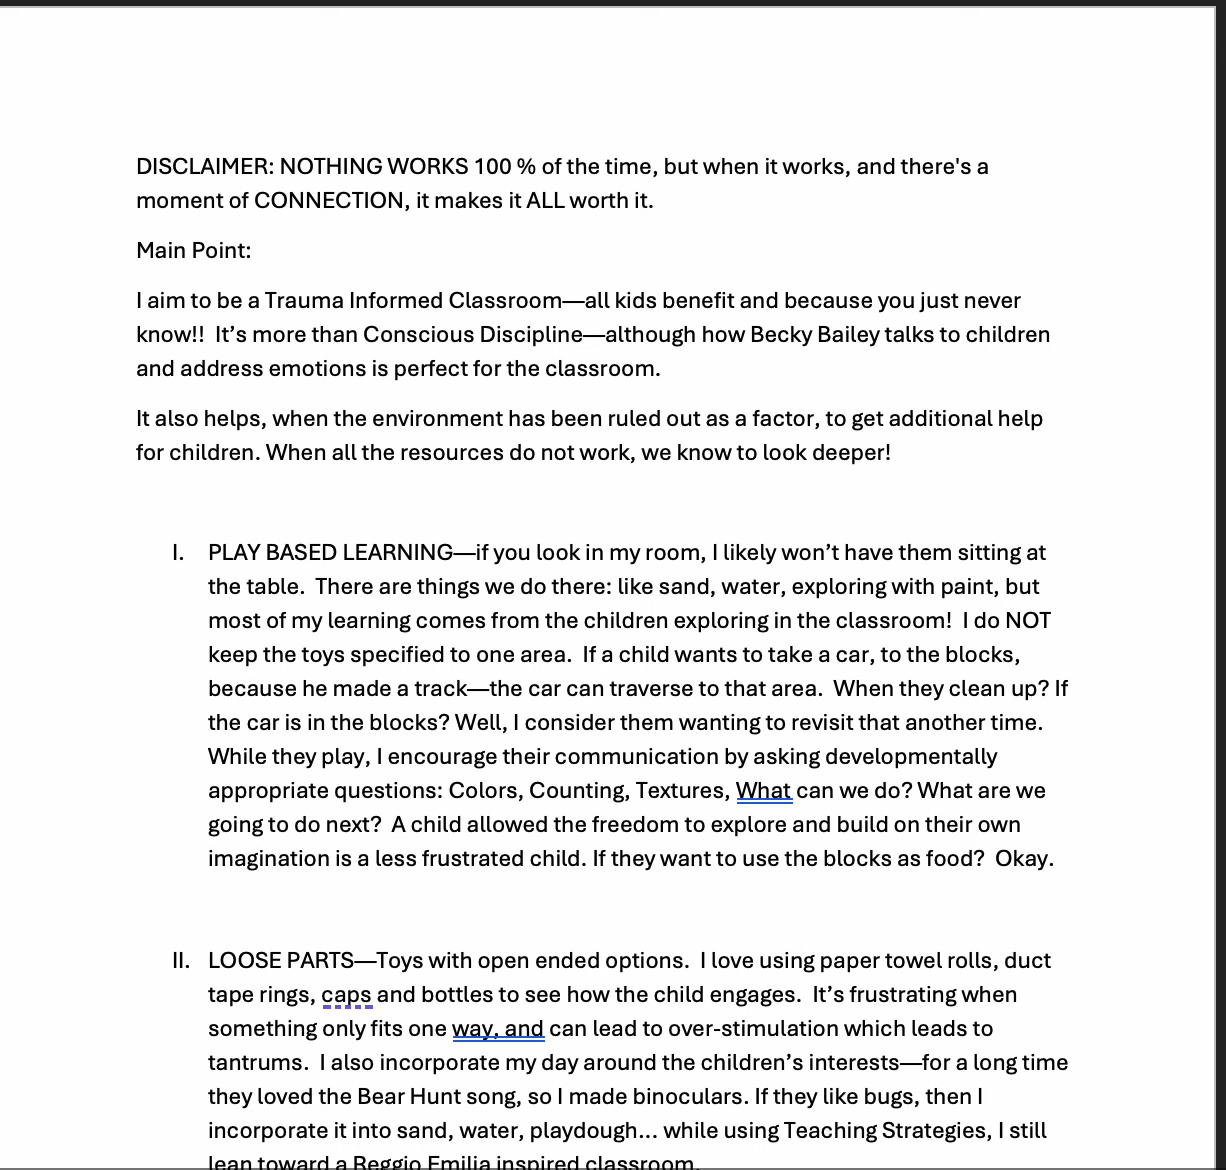 DISCLAIMER: NOTHING WORKS 100 % of the time, but when it works, and there's a
moment of CONNECTION, it makes it ALL worth it.
Main Point:
I aim to be a Trauma Informed Classroom—all kids benefit and because you just never
know!!  It’s more than Conscious Discipline—although how Becky Bailey talks to children
and address emotions is perfect for the classroom.
It also helps, when the environment has been ruled out as a factor, to get additional help
for children. When all the resources do not work, we know to look deeper!
I. PLAY BASED LEARNING—if you look in my room, I likely won’t have them sitting at
the table.  There are things we do there: like sand, water, exploring with paint, but
most of my learning comes from the children exploring in the classroom!  I do NOT
keep the toys specified to one area.  If a child wants to take a car, to the blocks,
because he made a track—the car can traverse to that area.  When they clean up? If
the car is in the blocks? Well, I consider them wanting to revisit that another time.
While they play, I encourage their communication by asking developmentally
appropriate questions: Colors, Counting, Textures, What can we do? What are we
going to do next?  A child allowed the freedom to explore and build on their own
imagination is a less frustrated child. If they want to use the blocks as food?  Okay.
II. LOOSE PARTS—Toys with open ended options.  I love using paper towel rolls, duct
tape rings, caps and bottles to see how the child engages.  It’s frustrating when
something only fits one way, and can lead to over-stimulation which leads to
tantrums.  I also incorporate my day around the children’s interests—for a long time
they loved the Bear Hunt song, so I made binoculars. If they like bugs, then I
incorporate it into sand, water, playdough... while using Teaching Strategies, I still
lean toward a Reggio Emilia inspired classroom.